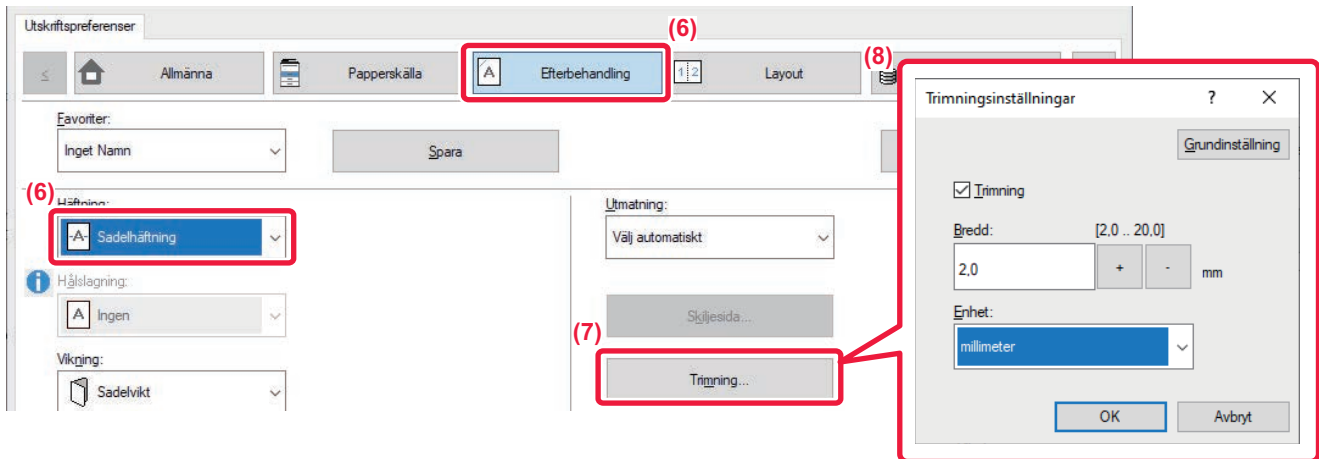 Utskriftspreferenser
(6)
(8)
< Allmänna Papperskälla A Efterbehandling 1 2 Layout
Favoriter:
Inget Namn Spara
(6)
Häftning:
-A- Sadelhäftning
Hålslagning:
A Ingen
Vikning:
Sadelvikt
Utmatning:
Välj automatiskt
Skiljesida...
(7)
Trimning...
Trimningsinställningar ? ×
Grundinställning
Trimning
Bredd: [2,0 .. 20,0]
2,0 + - mm
Enhet:
millimeter
OK Avbryt